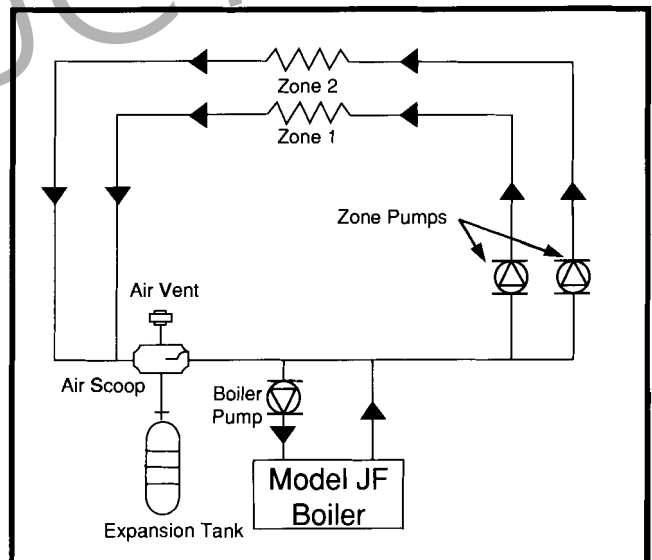 Zone 2
Zone 1
Zone Pumps
Air Vent
Air Scoop
Boiler
Pump
Model JF
Boiler
Expansion Tank